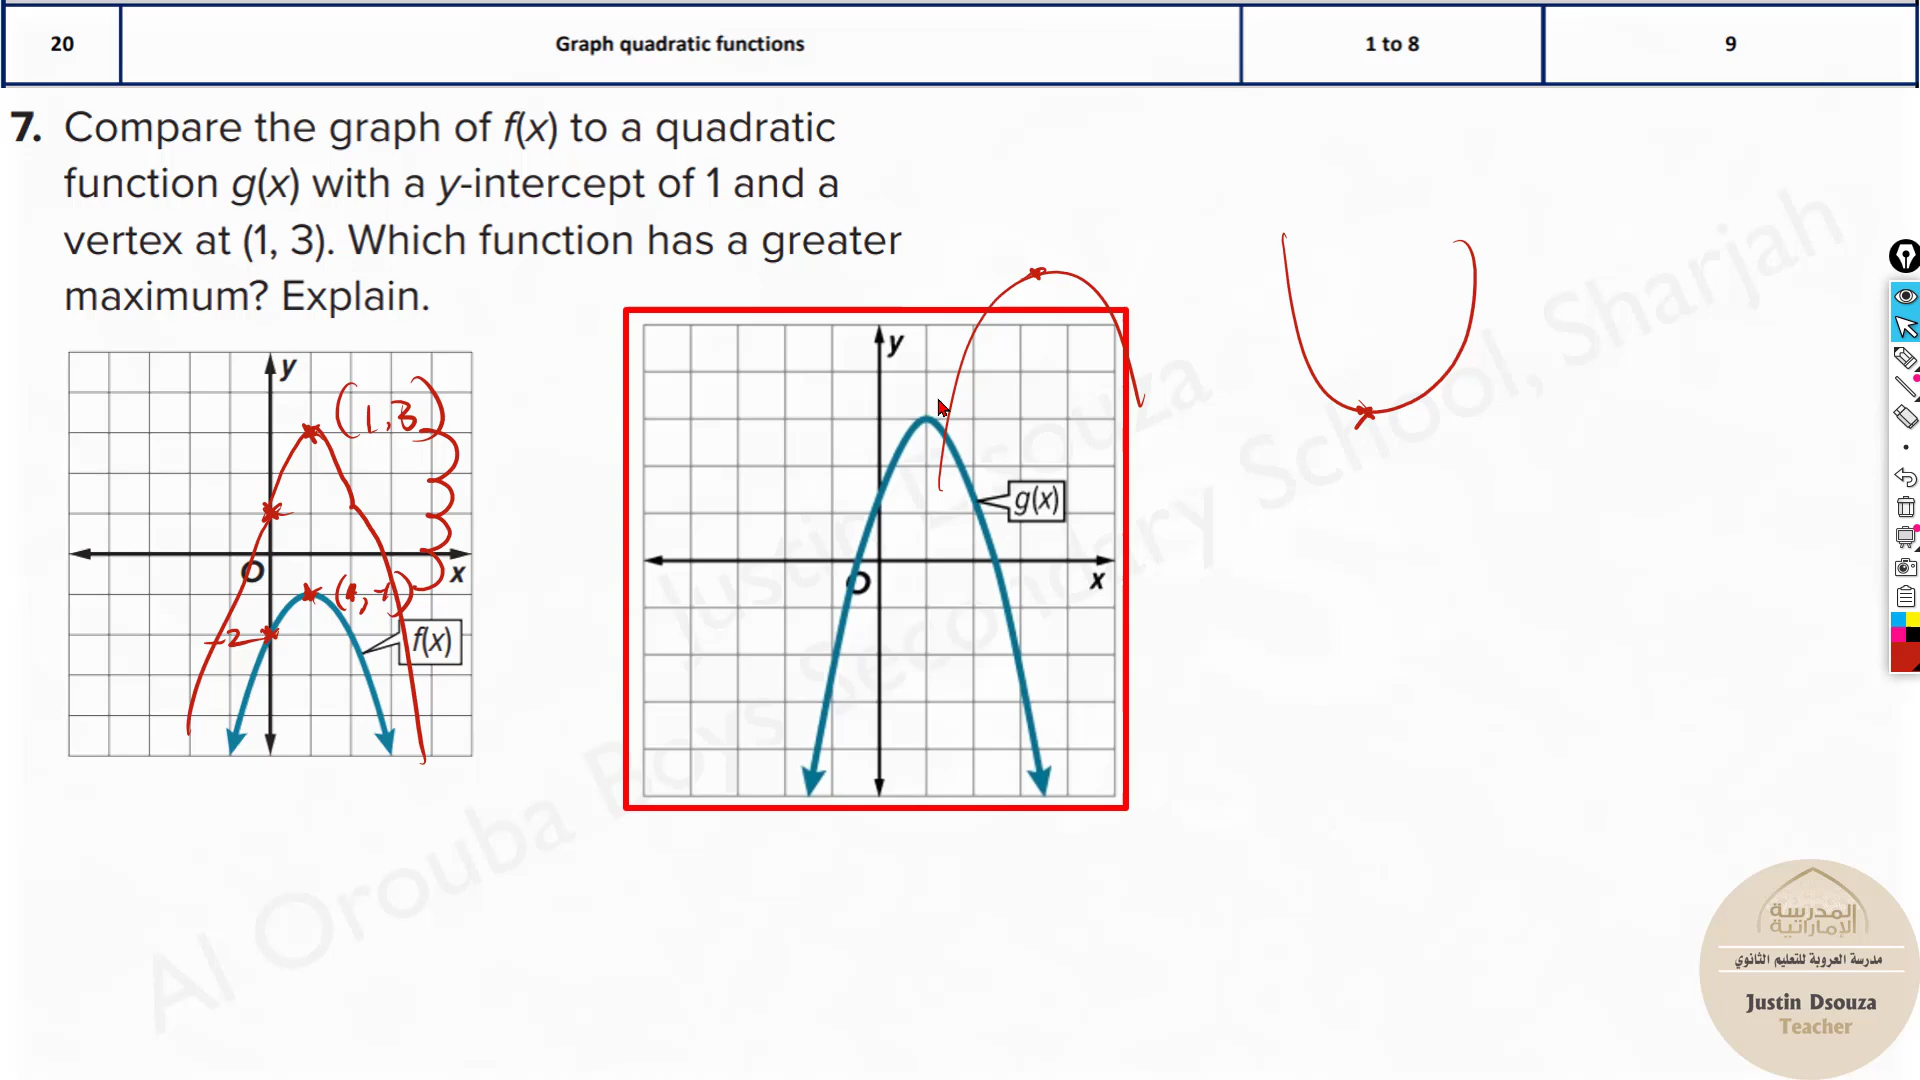 20
Graph quadratic functions
1 to 8
9
7. Compare the graph of f(x) to a quadratic
function g(x) with a y-intercept of 1 and a
vertex at (1, 3). Which function has a greater
maximum? Explain.
y
(1, 3)
O
x
(1, -1)
-2
f(x)
y
g(x)
O
x
Justin Dsouza
Al Orouba Boys Secondary School, Sharjah
المدرسة
الإماراتية
مدرسة العروبة للتعليم الثانوي
Justin Dsouza
Teacher